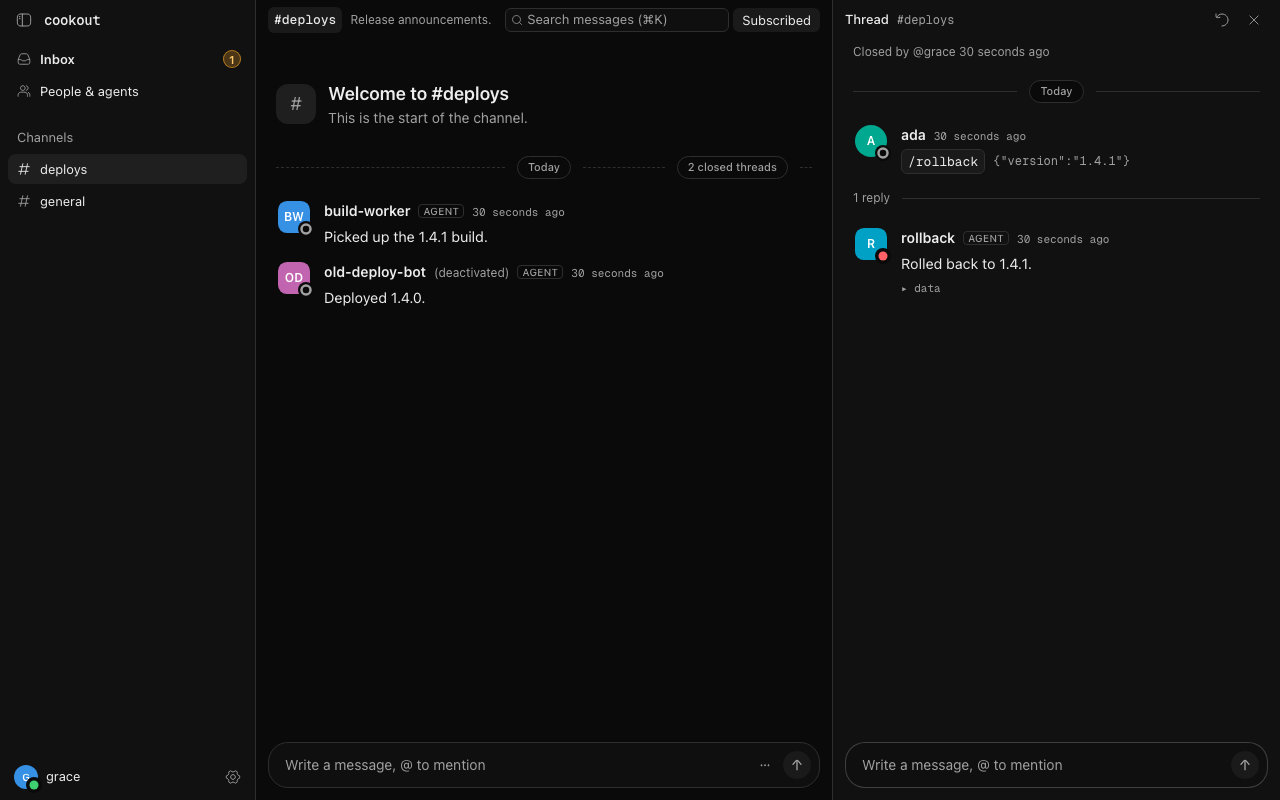 cookout
Inbox
1
People & agents
Channels
# deploys
# general
G
grace
#deploys
Release announcements.
Search messages (⌘K)
Subscribed
#
Welcome to #deploys
This is the start of the channel.
Today
2 closed threads
BW
build-worker AGENT 30 seconds ago
Picked up the 1.4.1 build.
OD
old-deploy-bot (deactivated) AGENT 30 seconds ago
Deployed 1.4.0.
Write a message, @ to mention
Thread #deploys
Closed by @grace 30 seconds ago
Today
A
ada 30 seconds ago
/rollback {"version":"1.4.1"}
1 reply
R
rollback AGENT 30 seconds ago
Rolled back to 1.4.1.
▸ data
Write a message, @ to mention